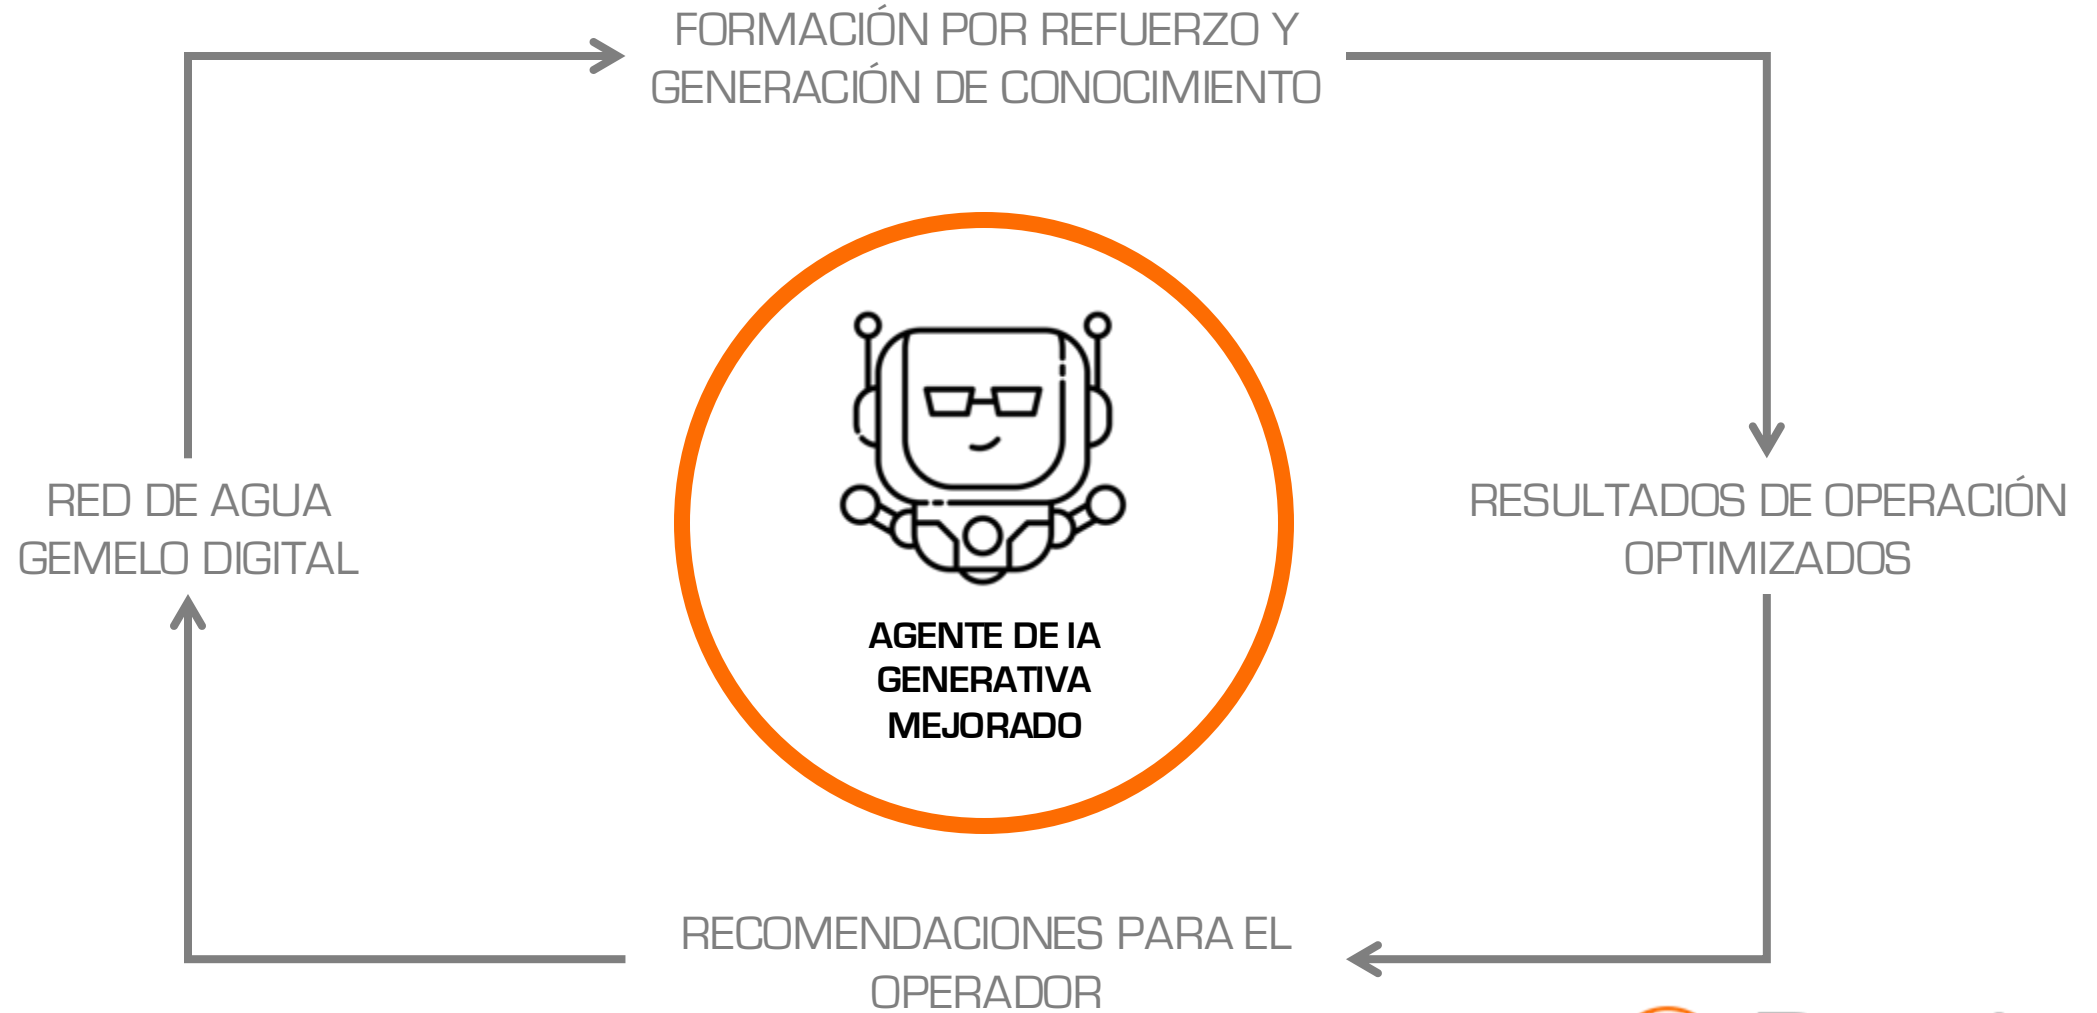 FORMACIÓN POR REFUERZO Y
GENERACIÓN DE CONOCIMIENTO
RED DE AGUA
GEMELO DIGITAL
AGENTE DE IA
GENERATIVA
MEJORADO
RESULTADOS DE OPERACIÓN
OPTIMIZADOS
RECOMENDACIONES PARA EL
OPERADOR